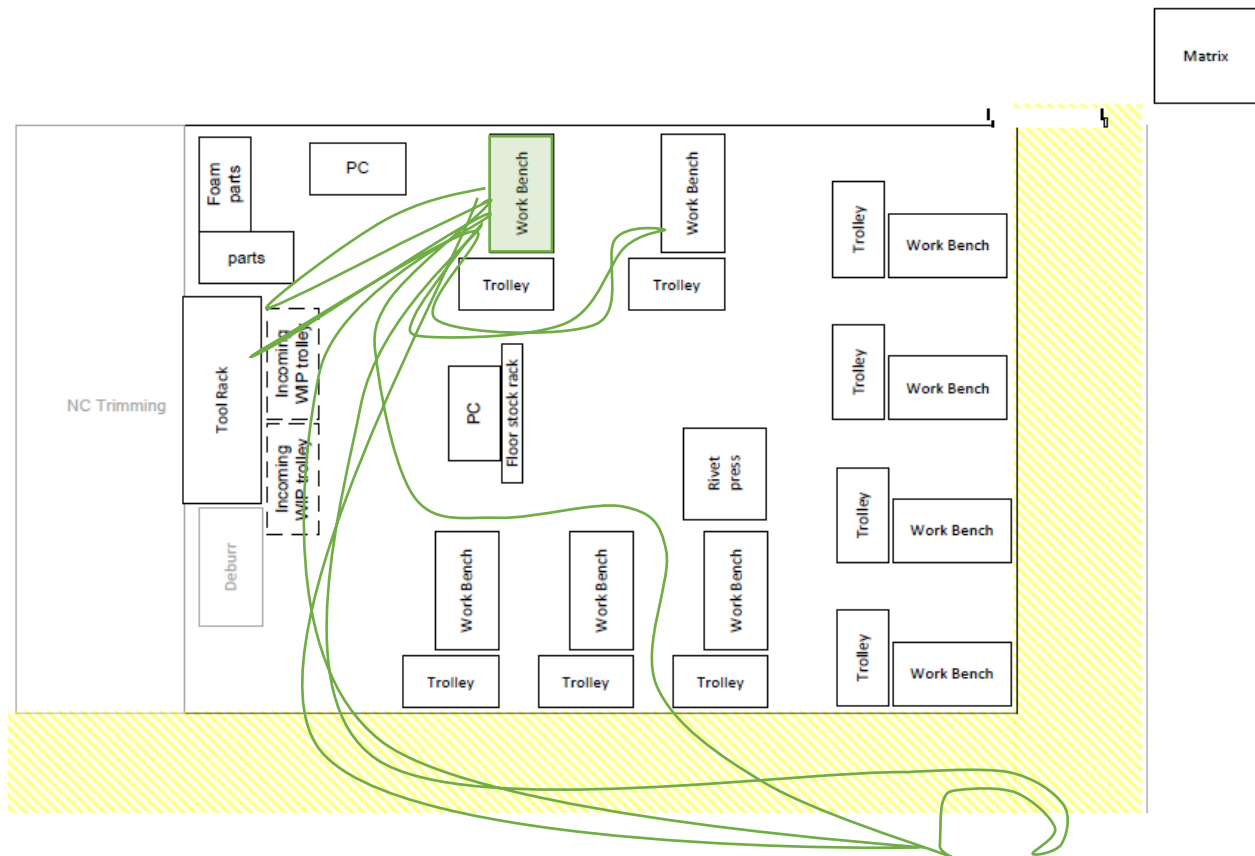 Matrix
Foam
parts
PC
Work Bench
Work Bench
Trolley
Work Bench
parts
Trolley
Trolley
Incoming
WIP trolley
Tool Rack
NC Trimming
Trolley
Work Bench
PC
Floor stock rack
Incoming
WIP trolley
Rivet
press
Trolley
Work Bench
Deburr
Work Bench
Work Bench
Work Bench
Trolley
Work Bench
Trolley
Trolley
Trolley